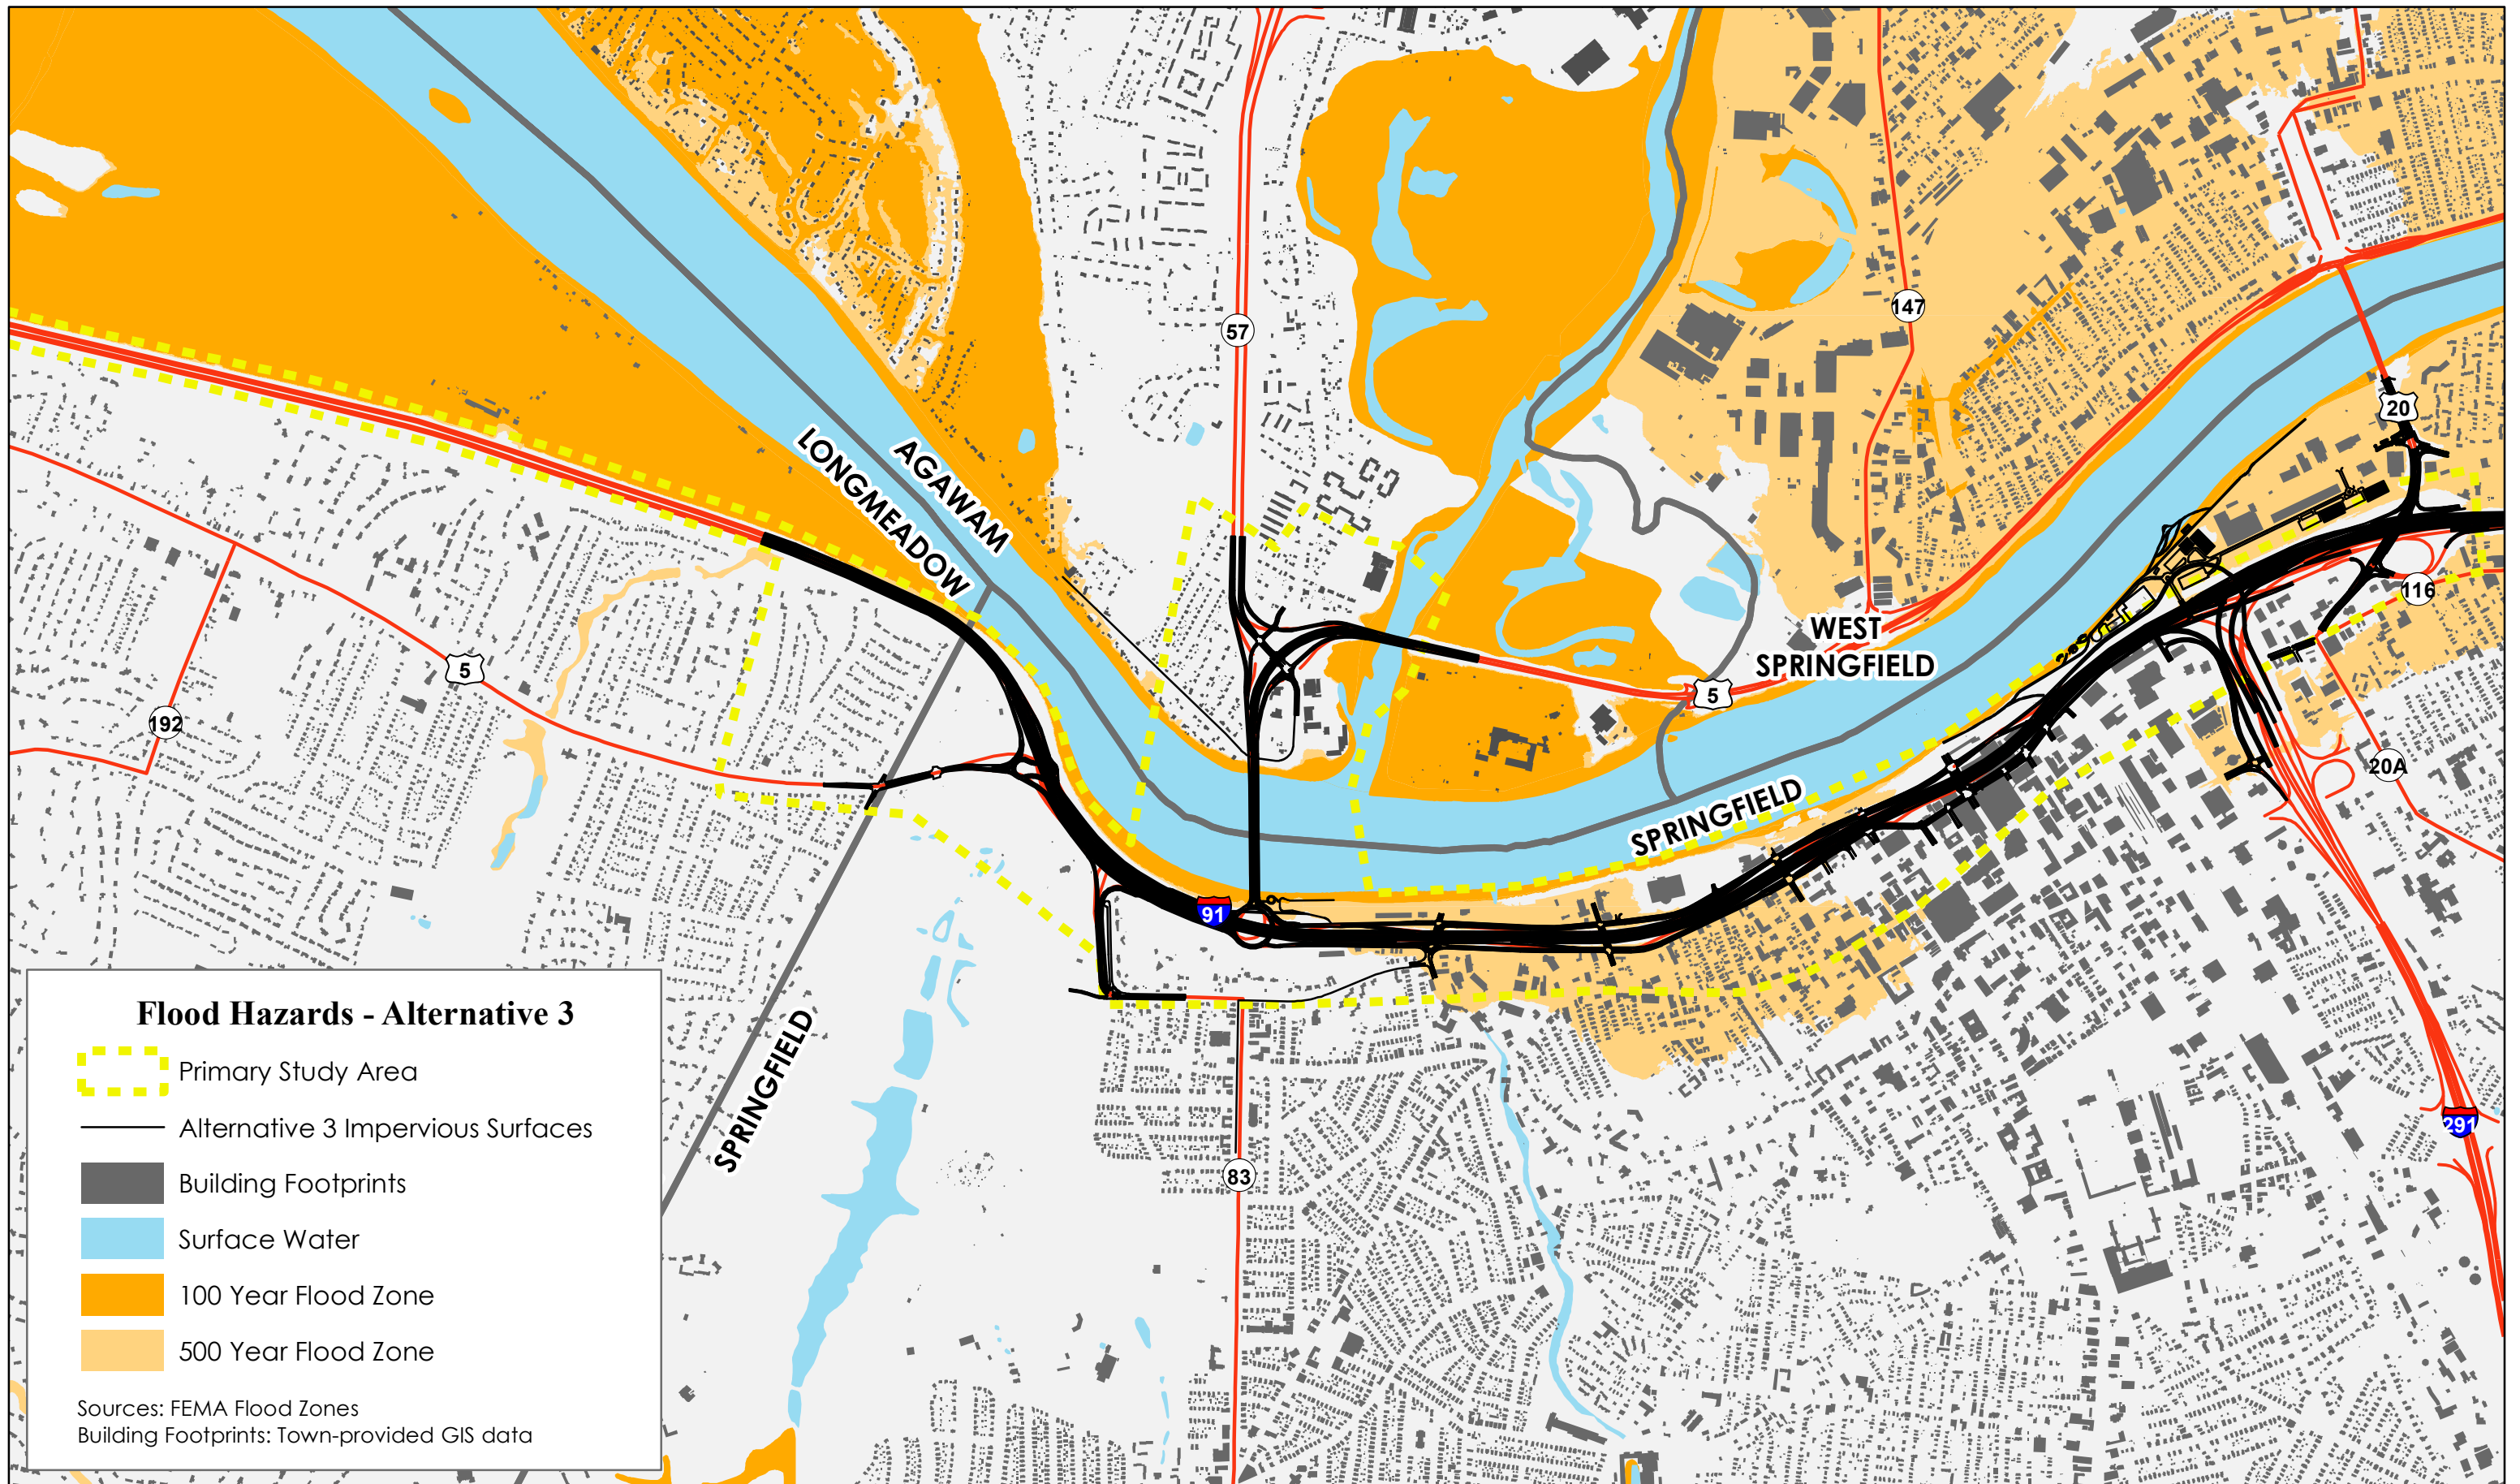 57
147
20
AGAWAM
LONGMEADOW
116
WEST
SPRINGFIELD
5
5
192
20A
SPRINGFIELD
91
SPRINGFIELD
291
83
Flood Hazards - Alternative 3
Primary Study Area
Alternative 3 Impervious Surfaces
Building Footprints
Surface Water
100 Year Flood Zone
500 Year Flood Zone
Sources: FEMA Flood Zones
Building Footprints: Town-provided GIS data